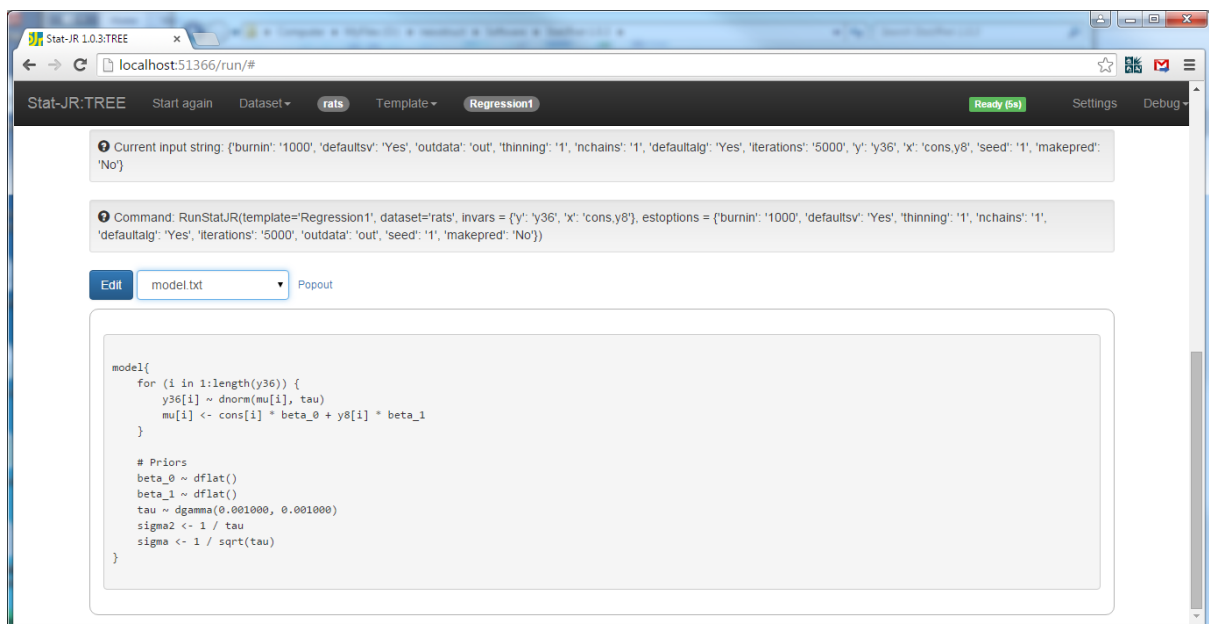 Stat-JR 1.0.3:TREE
localhost:51366/run/#
Stat-JR:TREE Start again Dataset rats Template Regression1 Ready (5s) Settings Debug
Current input string: {'burnin': '1000', 'defaultsv': 'Yes', 'outdata': 'out', 'thinning': '1', 'nchains': '1', 'defaultalg': 'Yes', 'iterations': '5000', 'y': 'y36', 'x': 'cons,y8', 'seed': '1', 'makepred':
'No'}
Command: RunStatJR(template='Regression1', dataset='rats', invars = {'y': 'y36', 'x': 'cons,y8'}, estoptions = {'burnin': '1000', 'defaultsv': 'Yes', 'thinning': '1', 'nchains': '1',
'defaultalg': 'Yes', 'iterations': '5000', 'outdata': 'out', 'seed': '1', 'makepred': 'No'})
Edit model.txt Popout
model{
    for (i in 1:length(y36)) {
        y36[i] ~ dnorm(mu[i], tau)
        mu[i] <- cons[i] * beta_0 + y8[i] * beta_1
    }
    # Priors
    beta_0 ~ dflat()
    beta_1 ~ dflat()
    tau ~ dgamma(0.001000, 0.001000)
    sigma2 <- 1 / tau
    sigma <- 1 / sqrt(tau)
}